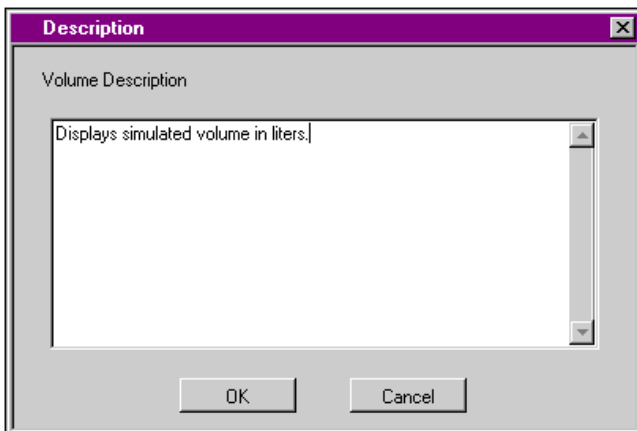 Description
Volume Description
Displays simulated volume in liters.
OK Cancel